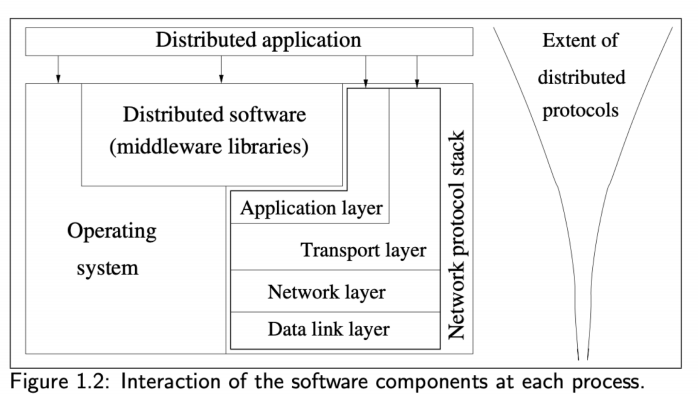 Distributed application
Extent of
distributed
protocols
Distributed software
(middleware libraries)
Network protocol stack
Application layer
Operating
system
Transport layer
Network layer
Data link layer
Figure 1.2: Interaction of the software components at each process.